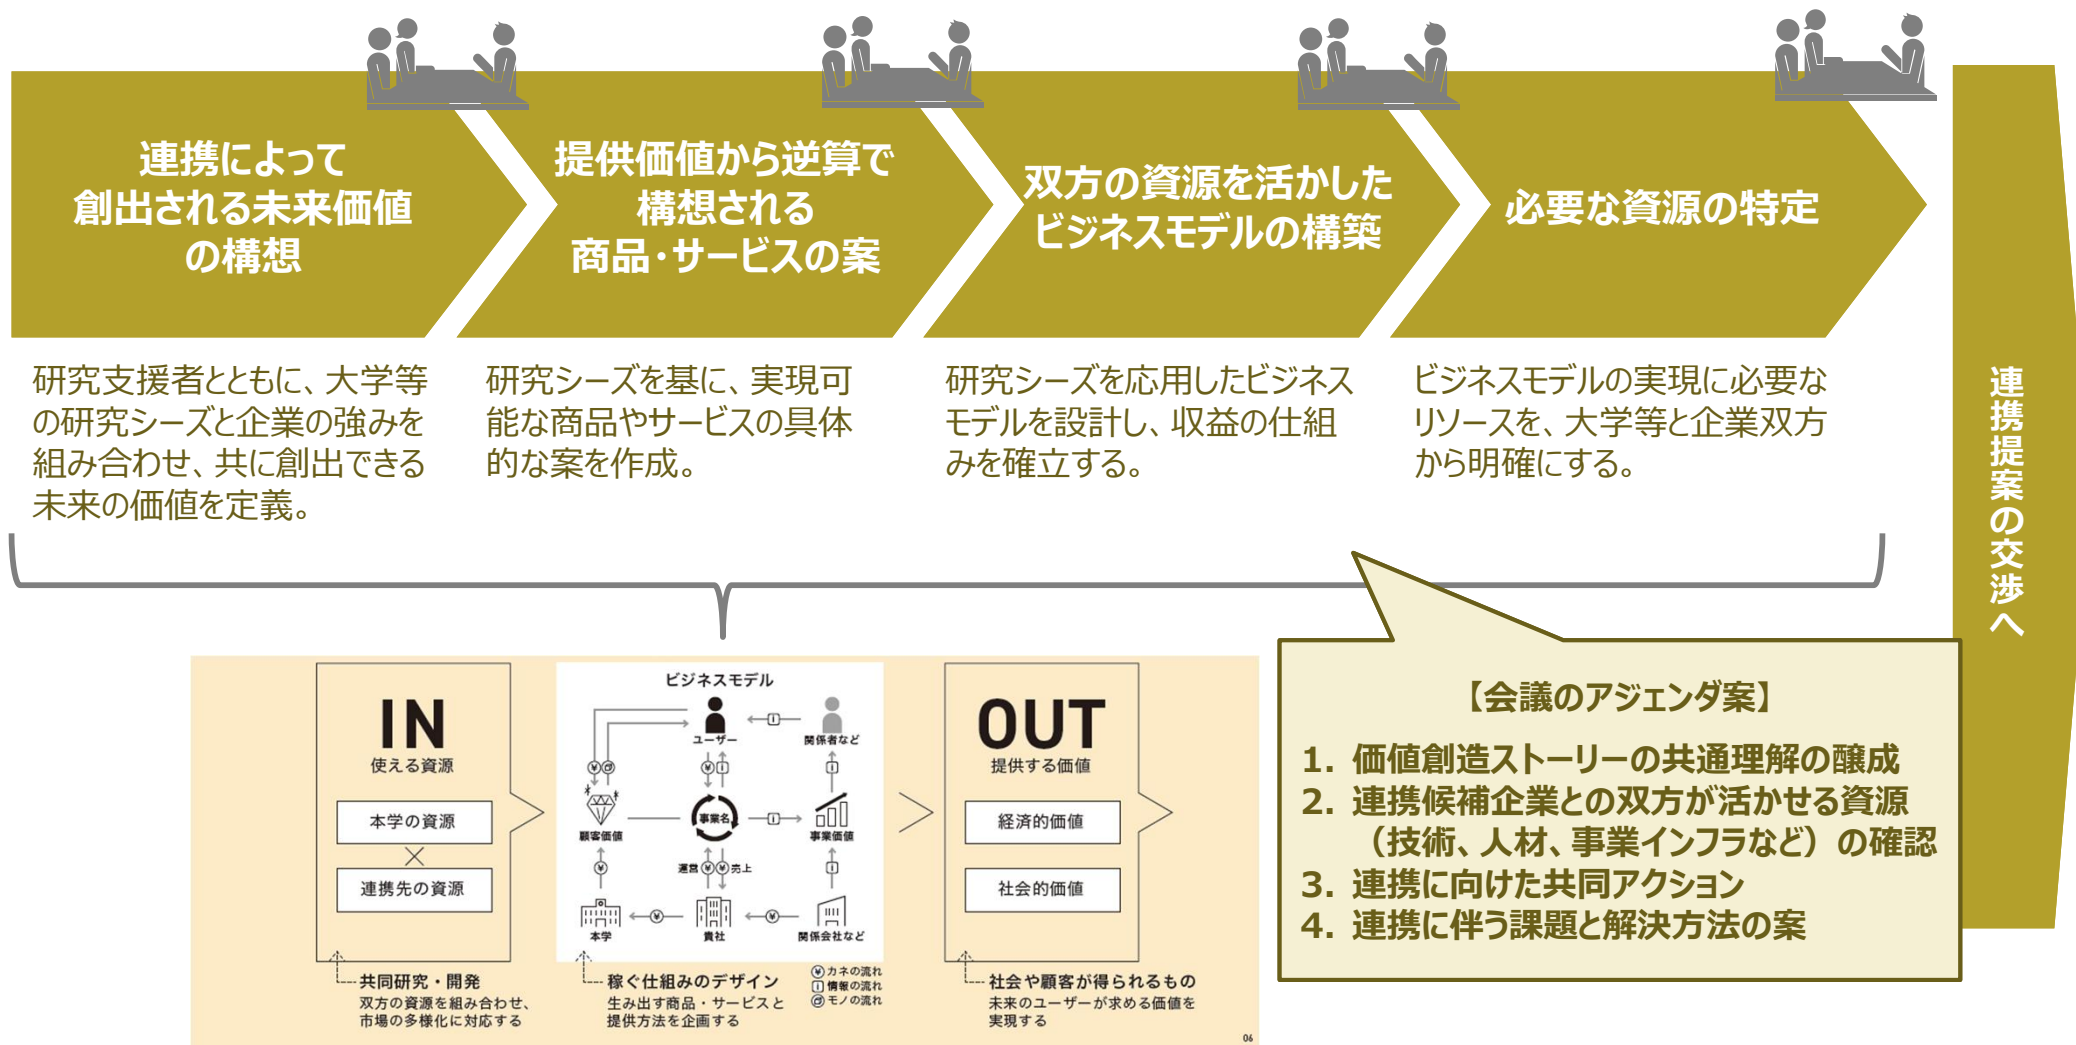 連携によって
創出される未来価値
の構想
提供価値から逆算で
構想される
商品・サービスの案
双方の資源を活かした
ビジネスモデルの構築
必要な資源の特定
研究支援者とともに、大学等
の研究シーズと企業の強みを
組み合わせ、共に創出できる
未来の価値を定義。
研究シーズを基に、実現可
能な商品やサービスの具体
的な案を作成。
研究シーズを応用したビジネス
モデルを設計し、収益の仕組
みを確立する。
ビジネスモデルの実現に必要な
リソースを、大学等と企業双方
から明確にする。
連携提案の交渉へ
IN
使える資源
本学の資源
連携先の資源
共同研究・開発
双方の資源を組み合わせ、
市場の多様化に対応する
ビジネスモデル
ユーザー
関係者など
顧客価値
事業名
事業価値
運営
売上
本学
貴社
関係会社など
稼ぐ仕組みのデザイン
生み出す商品・サービスと
提供方法を企画する
¥ カネの流れ
i 情報の流れ
モノの流れ
OUT
提供する価値
経済的価値
社会的価値
社会や顧客が得られるもの
未来のユーザーが求める価値を
実現する
06
【会議のアジェンダ案】
1. 価値創造ストーリーの共通理解の醸成
2. 連携候補企業との双方が活かせる資源
（技術、人材、事業インフラなど）の確認
3. 連携に向けた共同アクション
4. 連携に伴う課題と解決方法の案